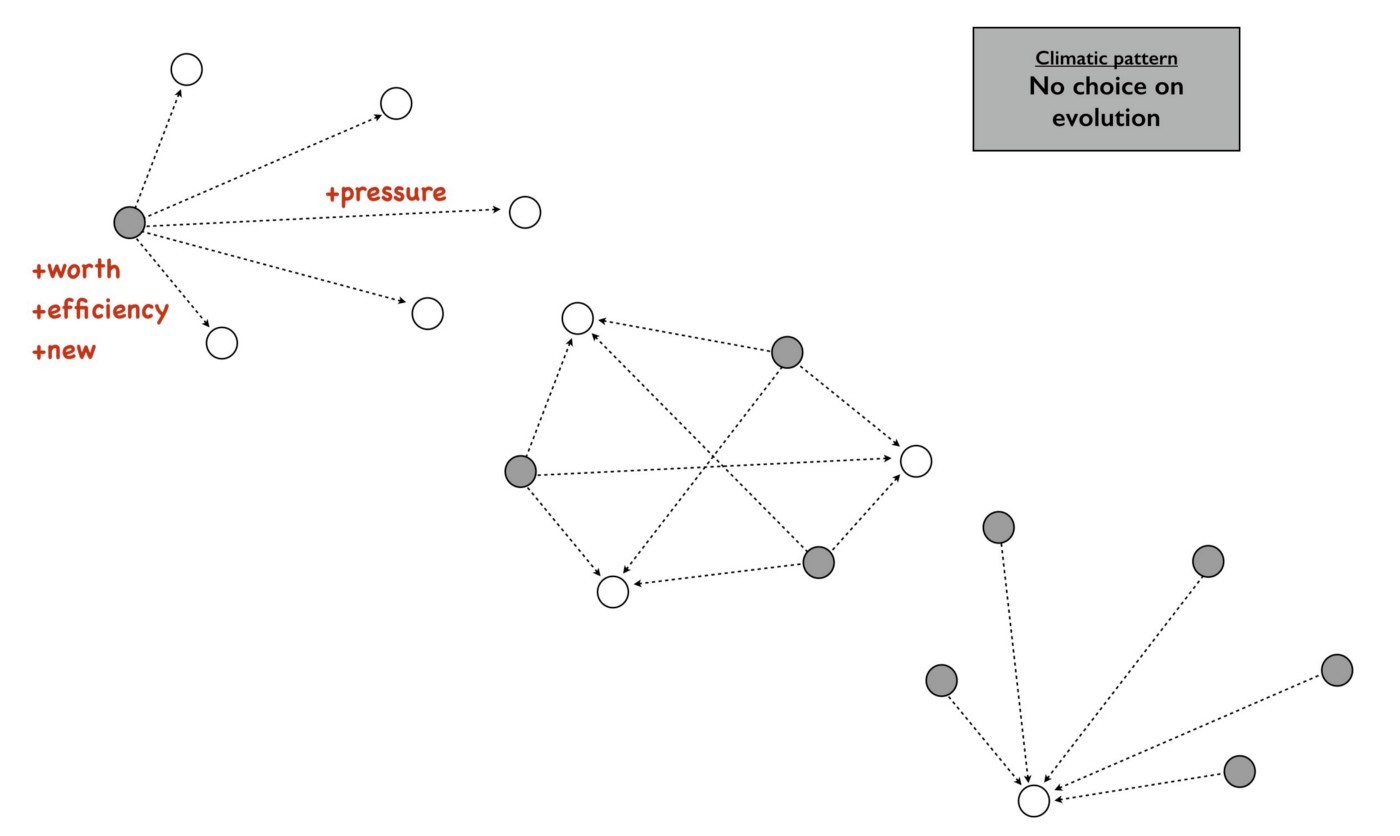 Climatic pattern
No choice on
evolution
+pressure
+worth
+efficiency
+new